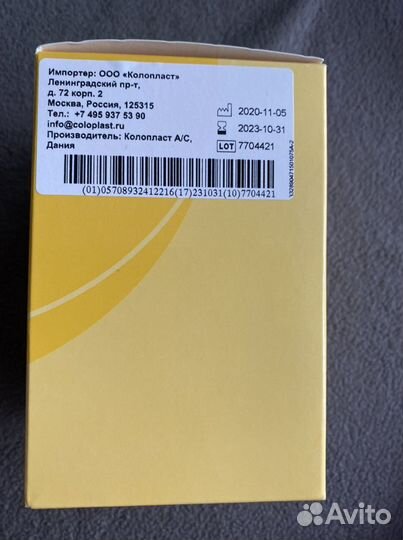 Импортер: ООО «Колопласт»
Ленинградский пр-т,
д. 72 корп. 2
Москва, Россия, 125315
Тел.: +7 495 937 53 90
info@coloplast.ru
Производитель: Колопласт А/С,
Дания
2020-11-05
2023-10-31
LOT 7704421
(01)05708932412216(17)231031(10)7704421
Avito